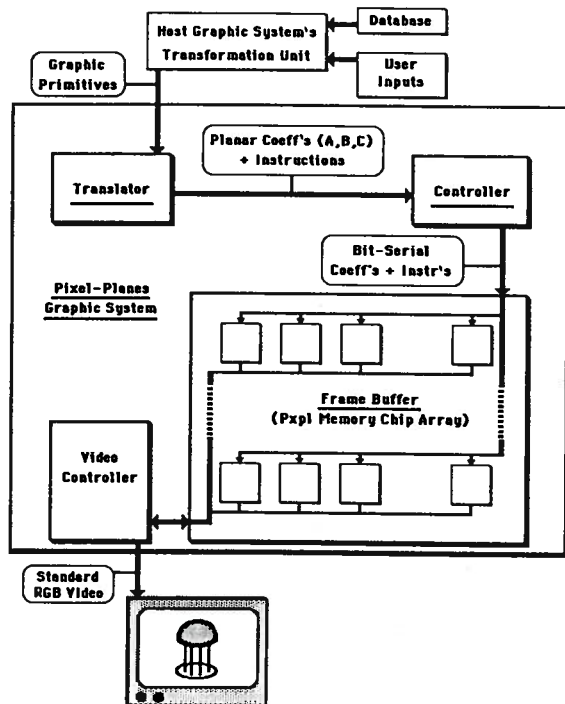 Host Graphic System's
Transformation Unit
Database
User
Inputs
Graphic
Primitives
Planar Coeff's (A,B,C)
+ Instructions
Translator
Controller
Bit-Serial
Coeff's + Instr's
Pixel-Planes
Graphic System
Frame Buffer
(Pxpl Memory Chip Array)
Video
Controller
Standard
RGB Video